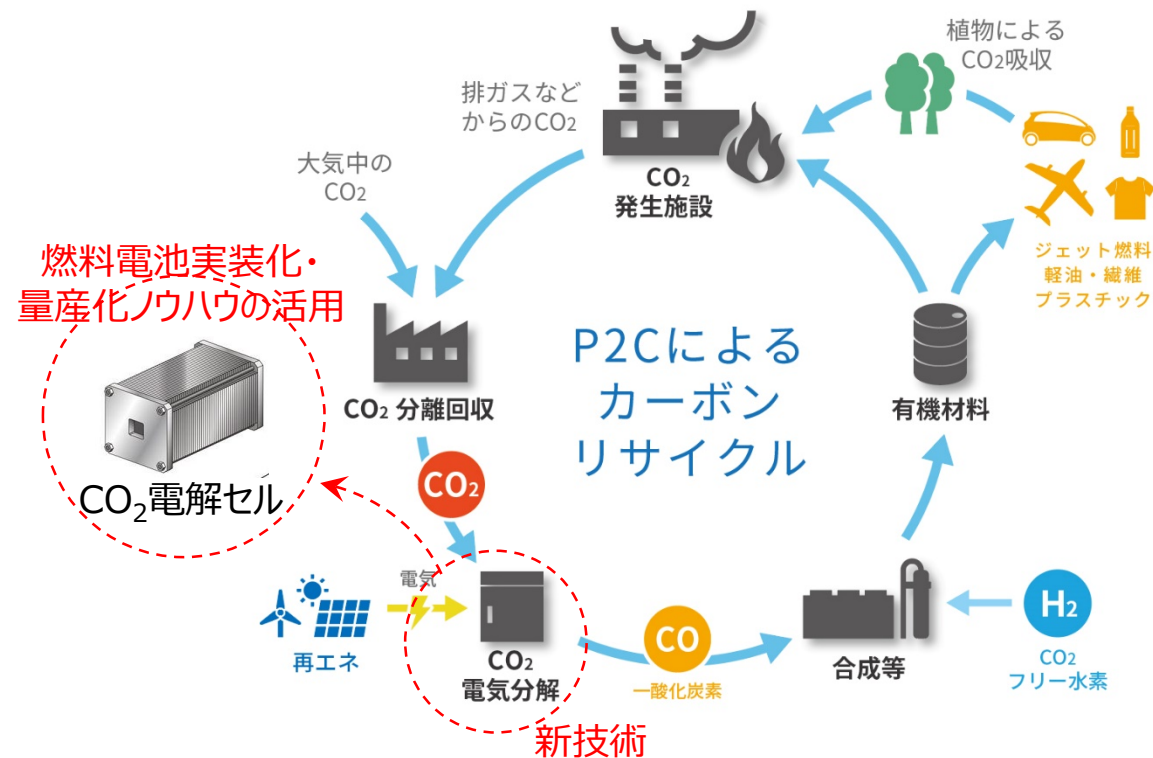 植物による
CO2吸収
排ガスなど
からのCO2
大気中の
CO2
CO2
発生施設
ジェット燃料
軽油・繊維
プラスチック
燃料電池実装化・
量産化ノウハウの活用
CO2電解セル
P2Cによる
カーボン
リサイクル
CO2 分離回収
有機材料
CO2
電気
再エネ
CO2
電気分解
新技術
CO
一酸化炭素
合成等
H2
CO2
フリー水素